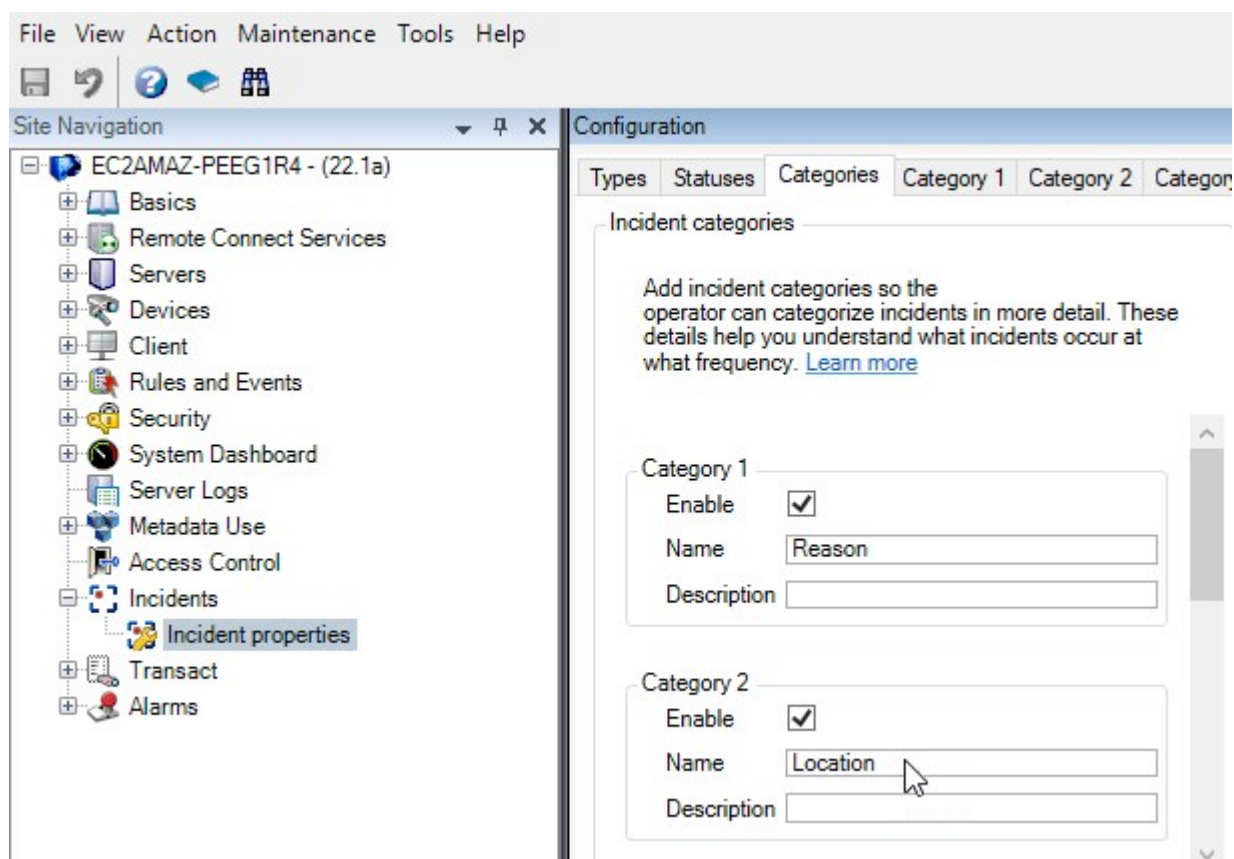 File View Action Maintenance Tools Help
Site Navigation
EC2AMAZ-PEEG1R4 - (22.1a)
Basics
Remote Connect Services
Servers
Devices
Client
Rules and Events
Security
System Dashboard
Server Logs
Metadata Use
Access Control
Incidents
Incident properties
Transact
Alarms
Configuration
Types Statuses Categories Category 1 Category 2 Categor
Incident categories
Add incident categories so the
operator can categorize incidents in more detail. These
details help you understand what incidents occur at
what frequency. Learn more
Category 1
Enable
Name Reason
Description
Category 2
Enable
Name Location
Description